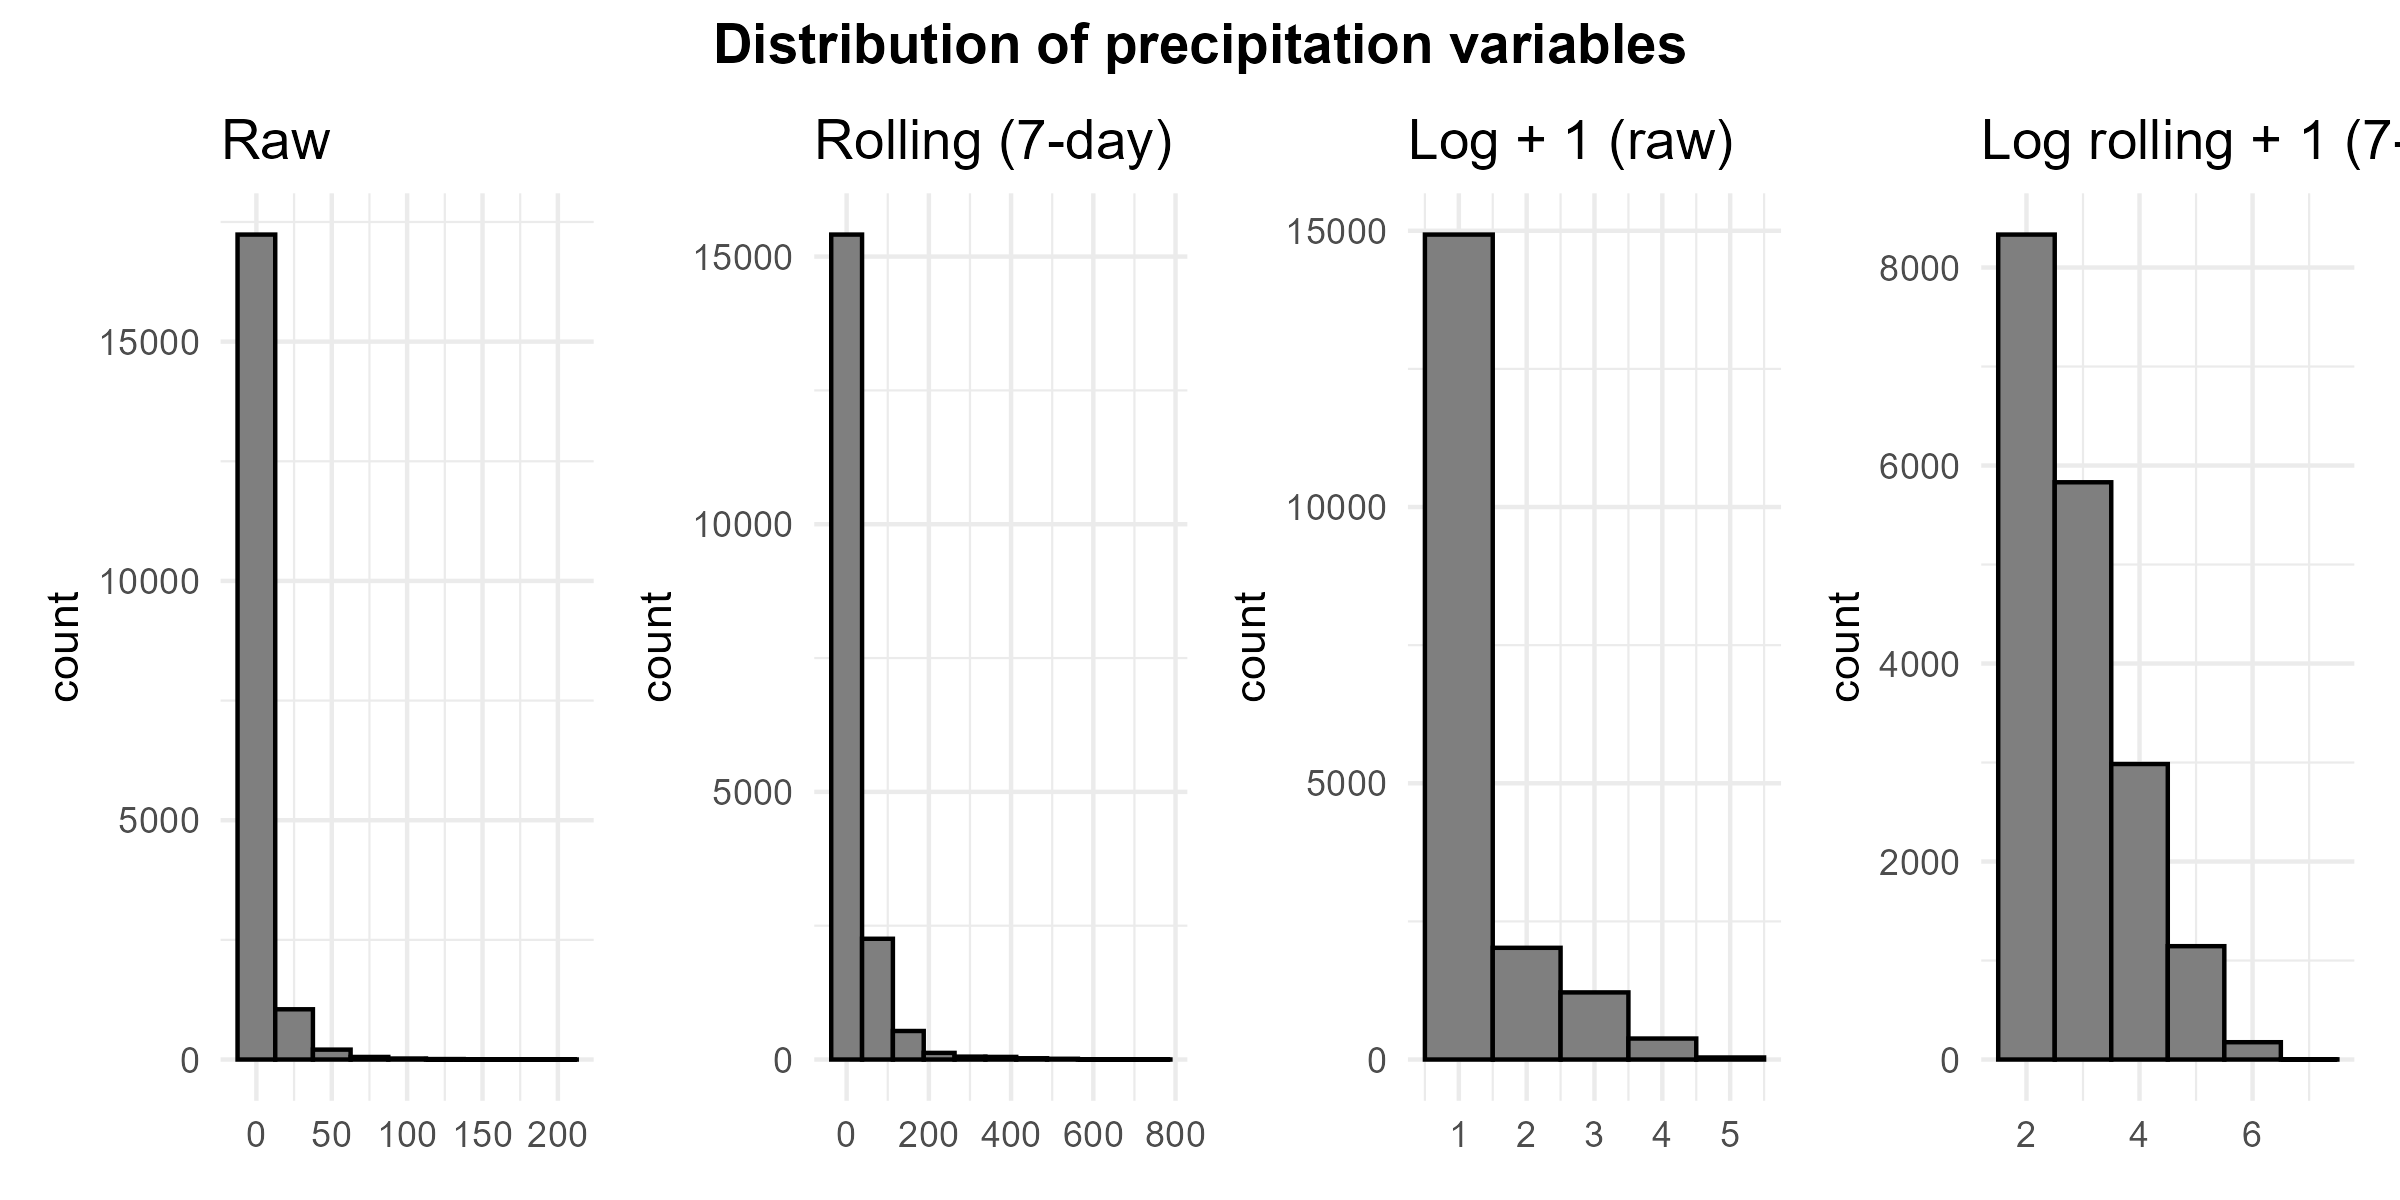 Distribution of precipitation variables
Raw
Rolling (7-day)
Log + 1 (raw)
Log rolling + 1 (7-
count
15000
10000
5000
0
0 50 100 150 200
count
15000
10000
5000
0
0 200 400 600 800
count
15000
10000
5000
0
1 2 3 4 5
count
8000
6000
4000
2000
0
2 4 6